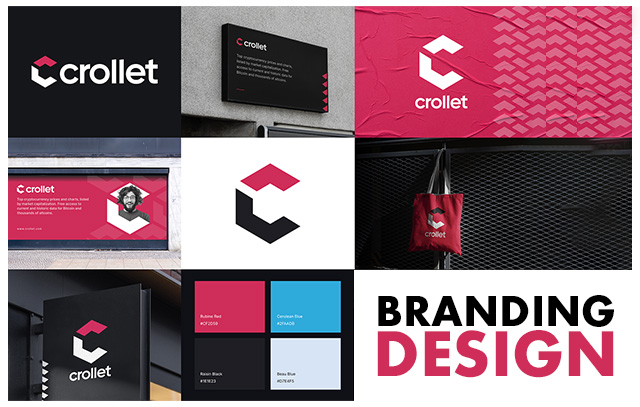 crollet
crollet
Top cryptocurrency prices and charts,
listed by market capitalization. Free
access to current and historic data for
Bitcoin and thousands of altcoins.
crollet
crollet
Top cryptocurrency prices and charts, listed
by market capitalization. Free access to
current and historic data for Bitcoin and
thousands of altcoins.
crollet
crollet
Rubine Red
Cerulean Blue
Raisin Black
#1E1E23
Beau Blue
#D7E4F5
BRANDING
DESIGN